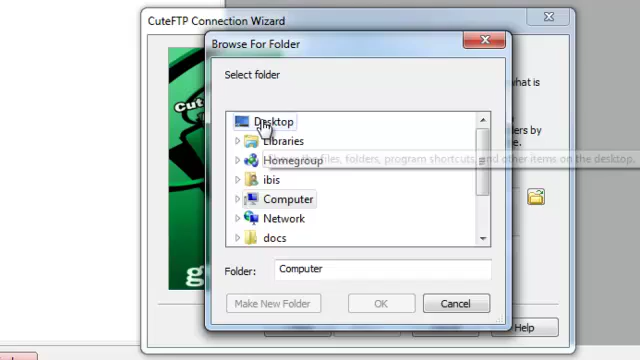 CuteFTP Connection Wizard
Browse For Folder
Select folder
what is
Desktop
Libraries
ders by
Homegroup
files, folders, program shortcuts, and other items on the desktop.
ibis
Computer
Network
docs
Folder: Computer
Make New Folder OK Cancel
Help